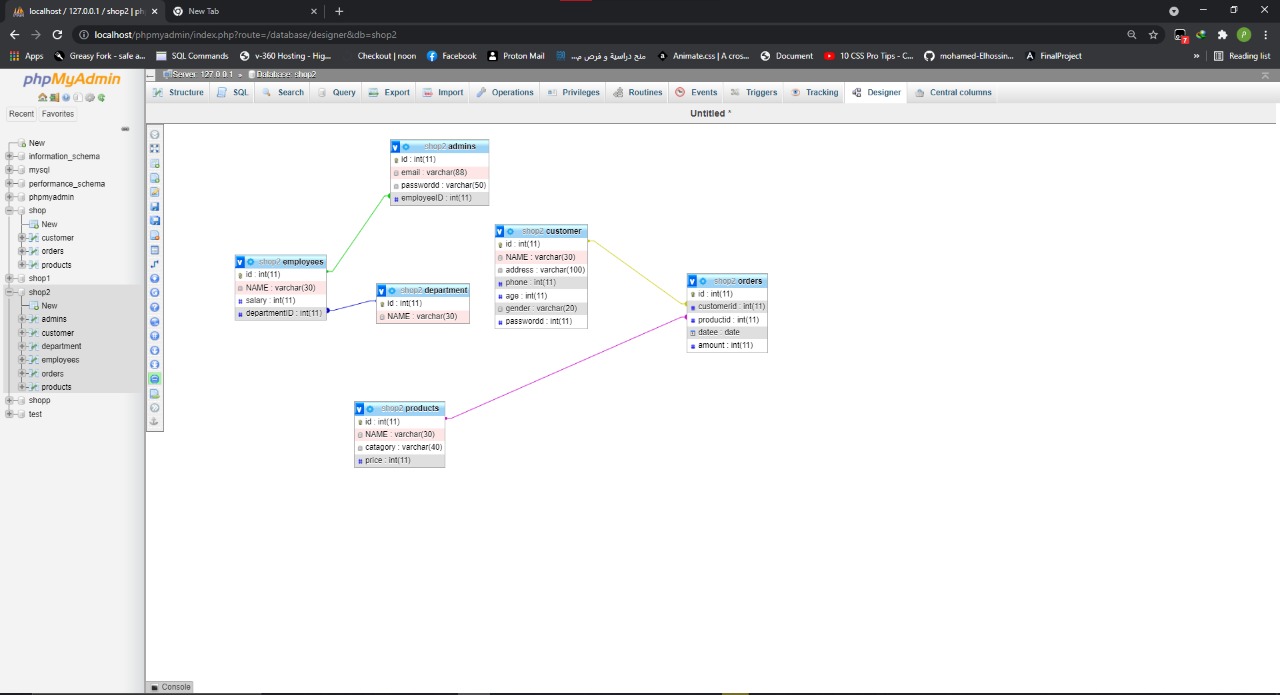 localhost / 127.0.0.1 / shop2 | ph
New Tab
localhost/phpmyadmin/index.php?route=/database/designer&db=shop2
Apps
Greasy Fork - safe a...
SQL Commands
v-360 Hosting - Hig...
Checkout | noon
Facebook
Proton Mail
منح دراسية و فرص م...
Animate.css | A cros...
Document
10 CSS Pro Tips - C...
mohamed-Elhossin...
FinalProject
»
Reading list
phpMyAdmin
Recent Favorites
New
information_schema
mysql
performance_schema
phpmyadmin
shop
New
customer
orders
products
shop1
shop2
New
admins
customer
department
employees
orders
products
shopp
test
Server: 127.0.0.1 » Database: shop2
Structure SQL Search Query Export Import Operations Privileges Routines Events Triggers Tracking Designer Central columns
Untitled *
shop2 admins
id : int(11)
email : varchar(88)
passwordd : varchar(50)
employeeID : int(11)
shop2 customer
id : int(11)
NAME : varchar(30)
address : varchar(100)
phone : int(11)
age : int(11)
gender : varchar(20)
passwordd : int(11)
shop2 employees
id : int(11)
NAME : varchar(30)
salary : int(11)
departmentID : int(11)
shop2 department
id : int(11)
NAME : varchar(30)
shop2 orders
id : int(11)
customerid : int(11)
productid : int(11)
datee : date
amount : int(11)
shop2 products
id : int(11)
NAME : varchar(30)
catagory : varchar(40)
price : int(11)
Console